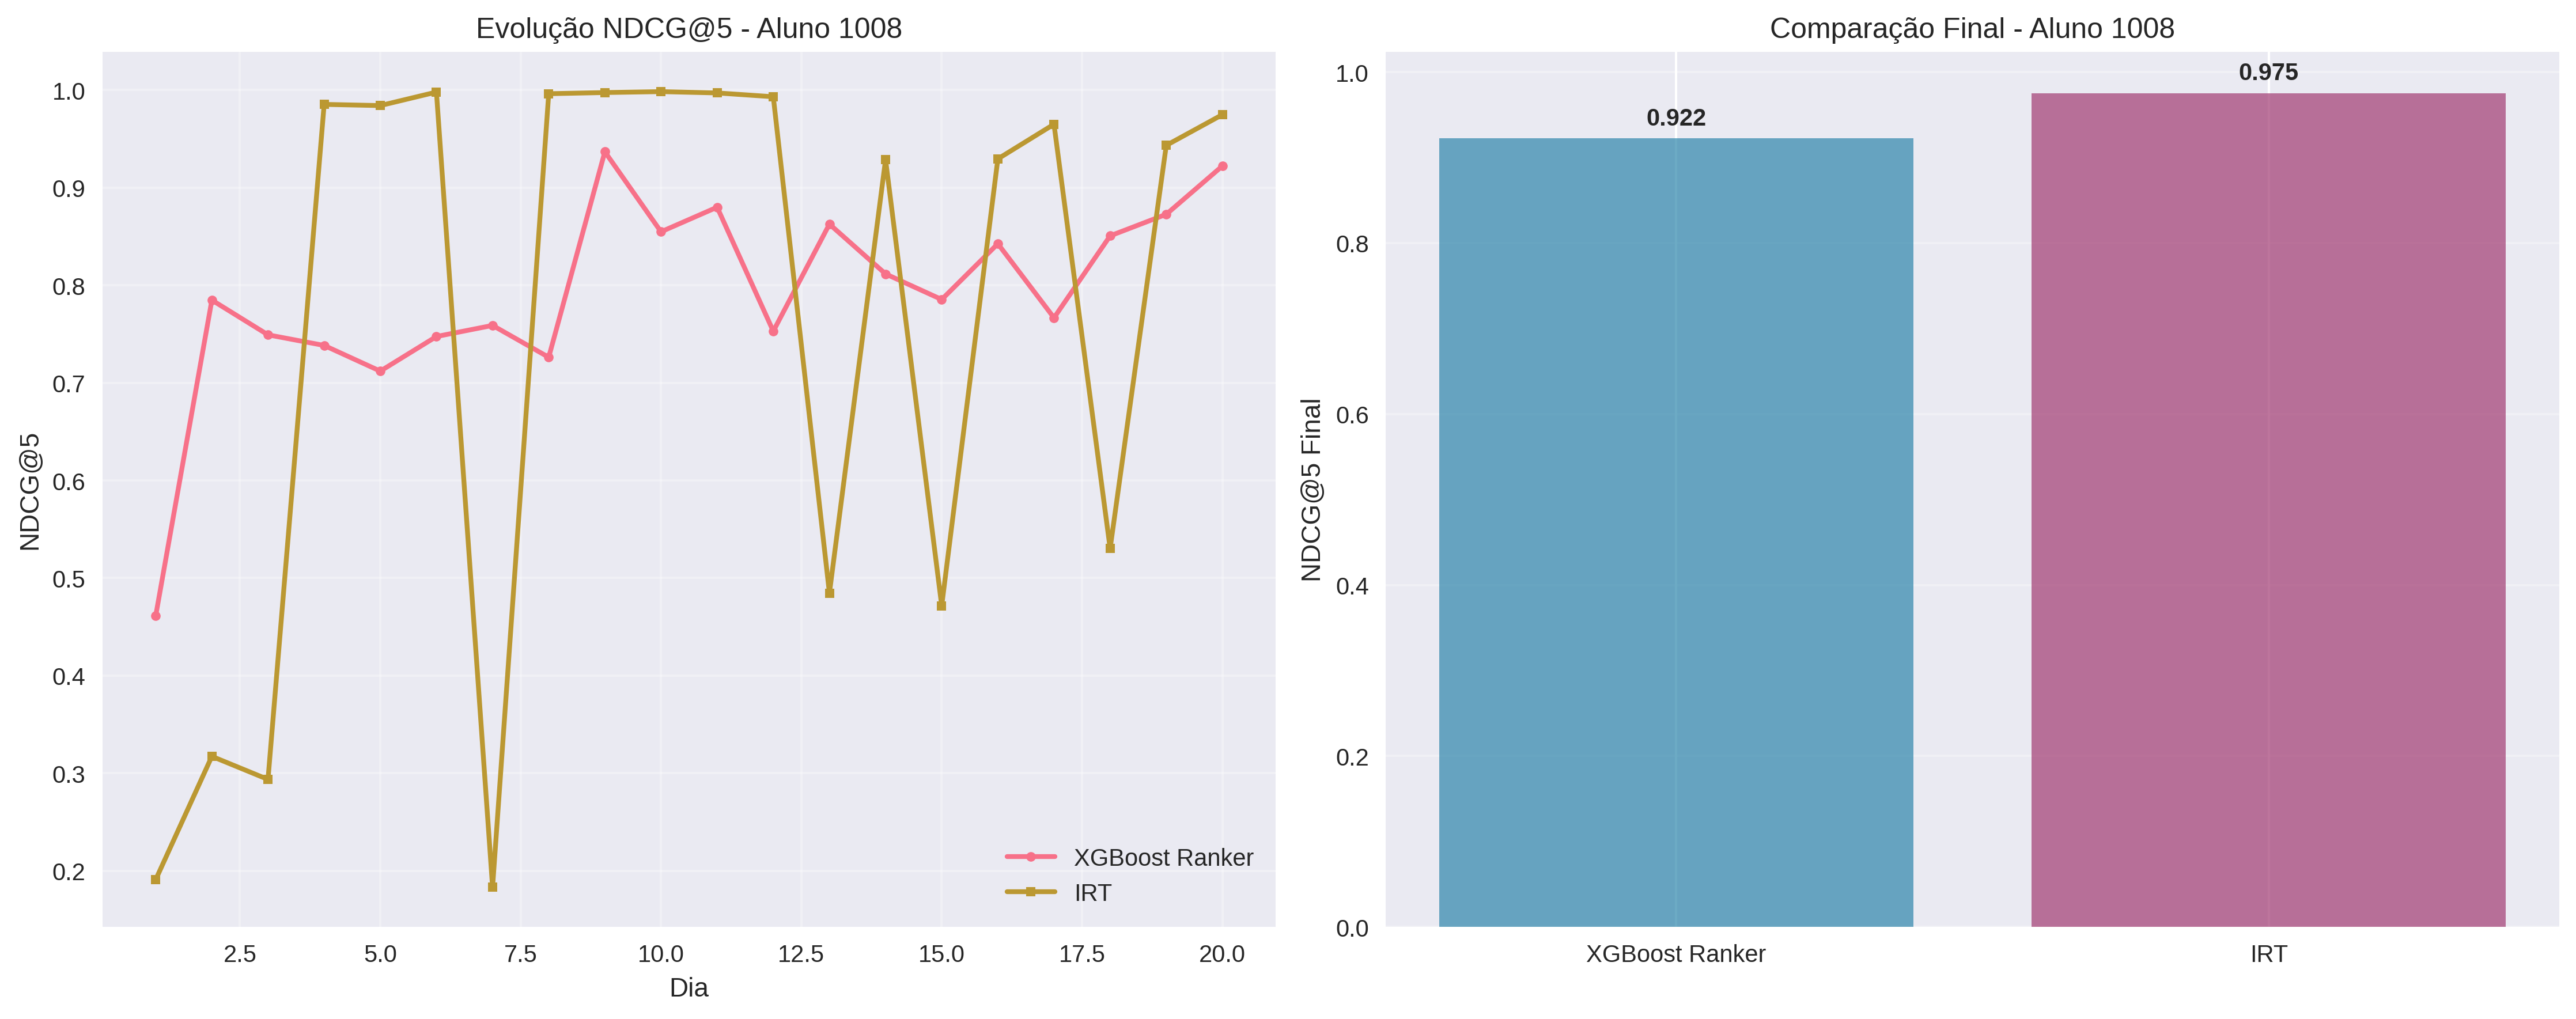 Evolução NDCG@5 - Aluno 1008
NDCG@5
1.0
0.9
0.8
0.7
0.6
0.5
0.4
0.3
0.2
2.5 5.0 7.5 10.0 12.5 15.0 17.5 20.0
Dia
XGBoost Ranker
IRT
Comparação Final - Aluno 1008
NDCG@5 Final
1.0
0.8
0.6
0.4
0.2
0.0
0.922
0.975
XGBoost Ranker IRT